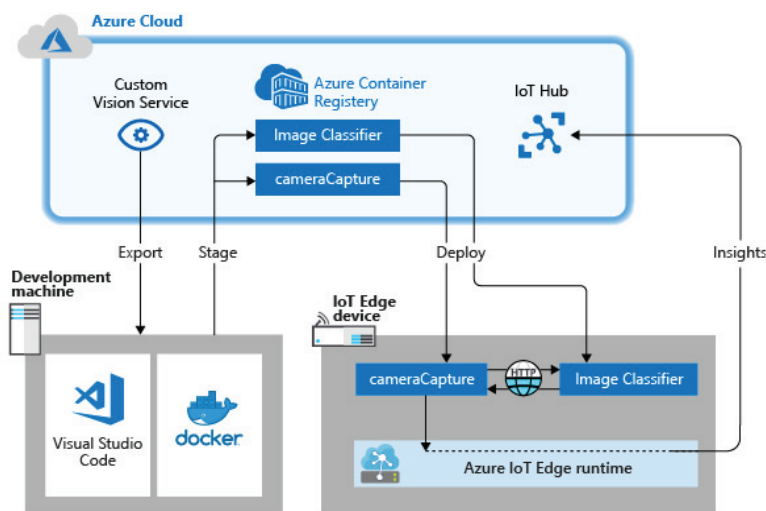 Azure Cloud
Custom
Vision Service
Azure Container
Registery
IoT Hub
Image Classifier
cameraCapture
Export
Stage
Deploy
Insights
Development
machine
IoT Edge
device
Visual Studio
Code
docker
cameraCapture
HTTP
Image Classifier
Azure IoT Edge runtime